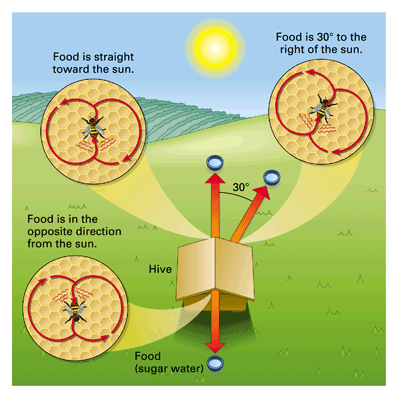 Food is straight
toward the sun.
Food is 30° to the
right of the sun.
30°
Food is in the
opposite direction
from the sun.
Hive
Food
(sugar water)